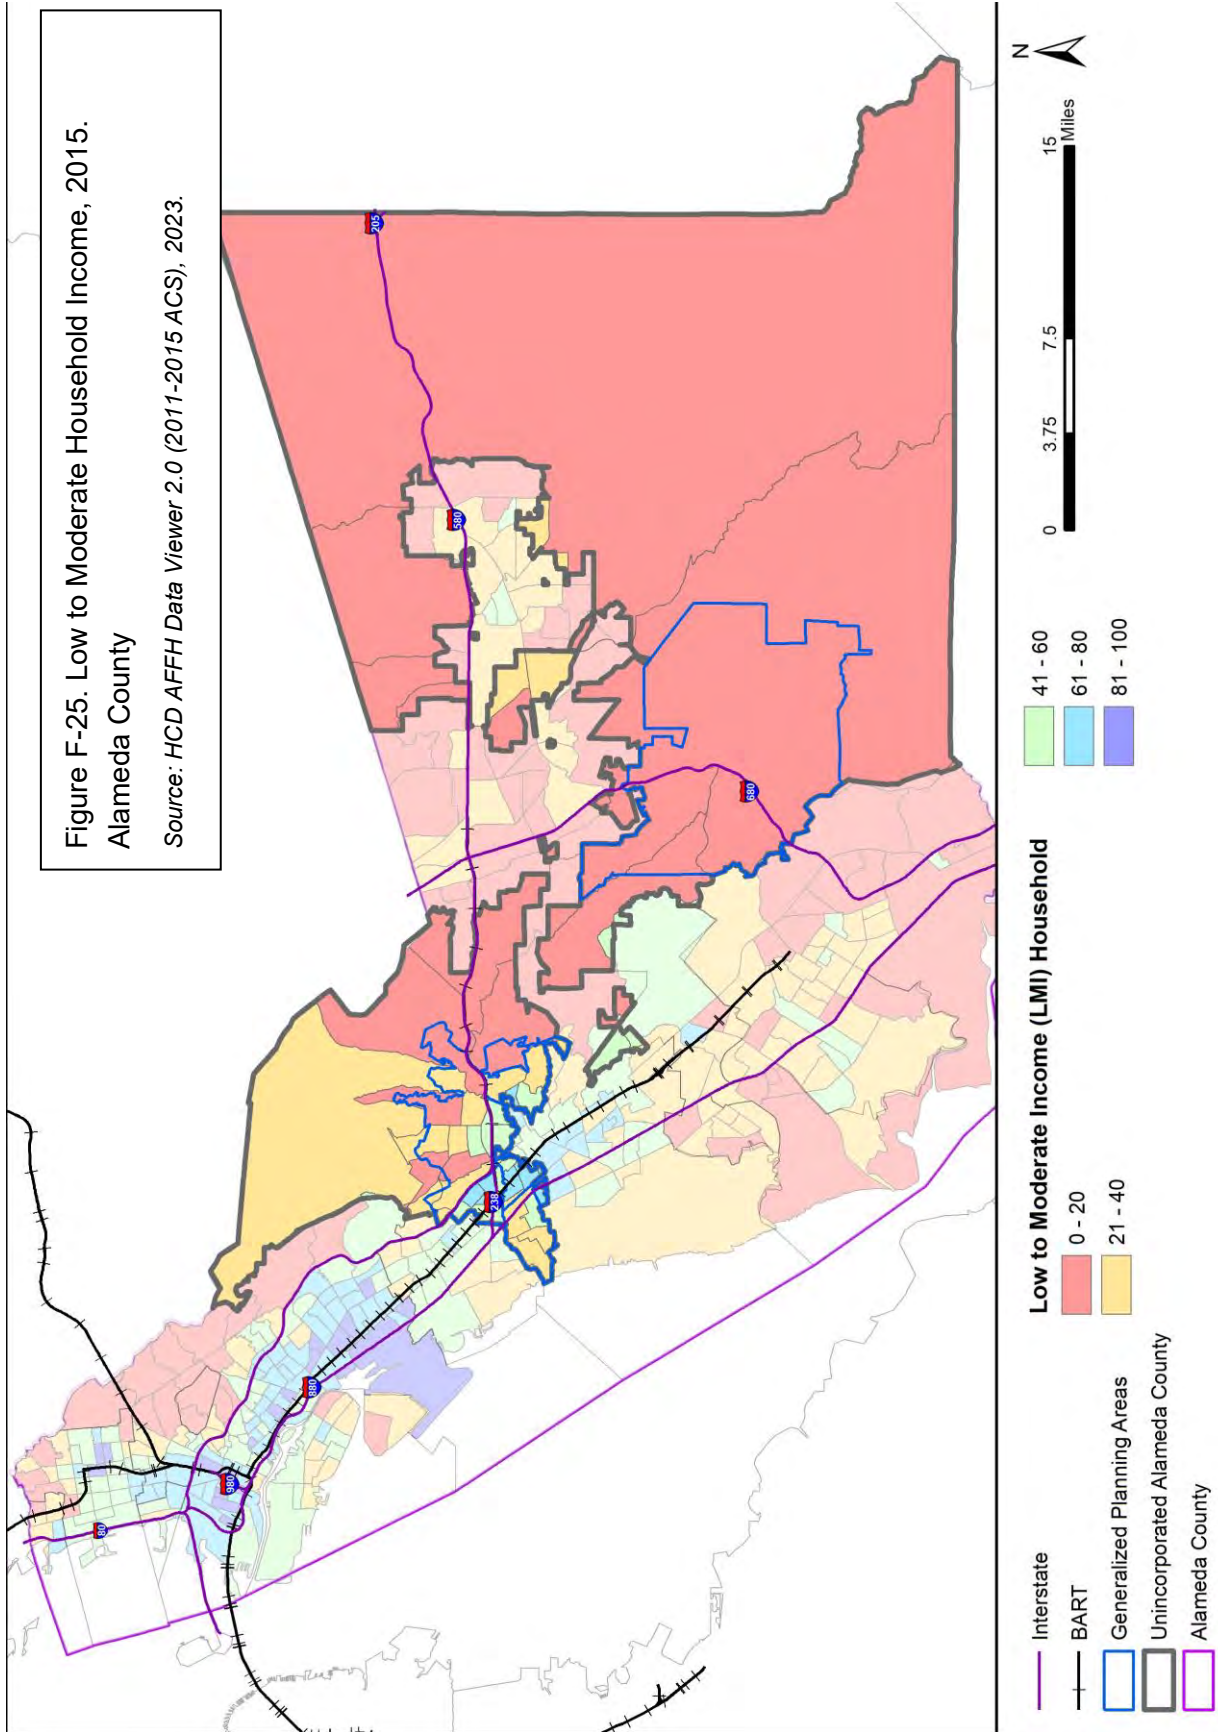 Figure F-25. Low to Moderate Household Income, 2015.
Alameda County
Source: HCD AFFH Data Viewer 2.0 (2011-2015 ACS), 2023.
80
980
880
238
580
205
680
N
0 3.75 7.5 15
Miles
Interstate
BART
Generalized Planning Areas
Unincorporated Alameda County
Alameda County
Low to Moderate Income (LMI) Household
0 - 20
21 - 40
41 - 60
61 - 80
81 - 100